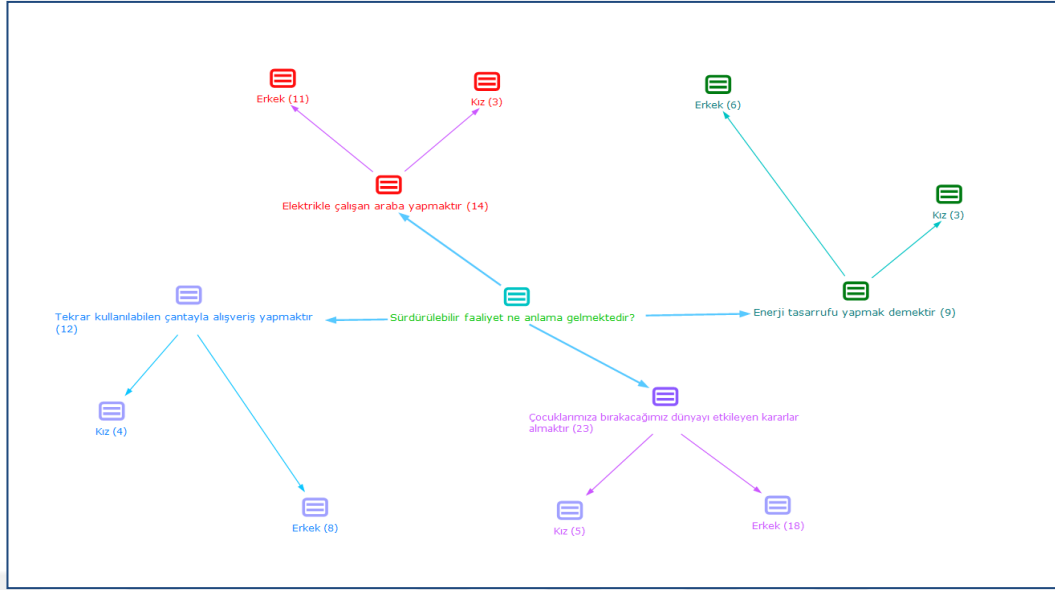 Erkek (11)
Kız (3)
Erkek (6)
Elektrikle çalışan araba yapmaktır (14)
Kız (3)
Tekrar kullanılabilen çantayla alışveriş yapmaktır
(12)
Sürdürülebilir faaliyet ne anlama gelmektedir?
Enerji tasarrufu yapmak demektir (9)
Kız (4)
Erkek (8)
Çocuklarımıza bırakacağımız dünyayı etkileyen kararlar
almaktır (23)
Kız (5)
Erkek (18)